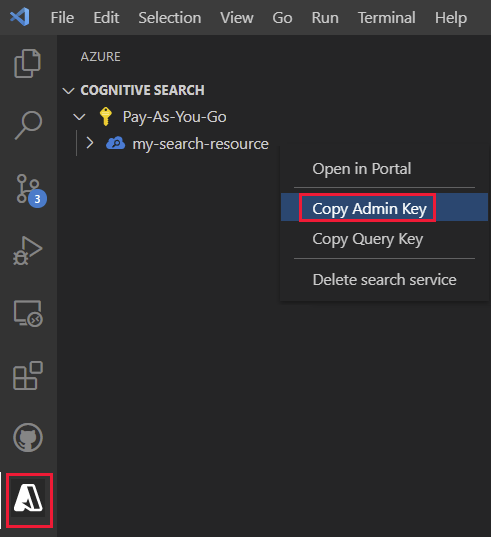 File Edit Selection View Go Run Terminal Help
AZURE
COGNITIVE SEARCH
Pay-As-You-Go
my-search-resource
Open in Portal
Copy Admin Key
3
Copy Query Key
Delete search service